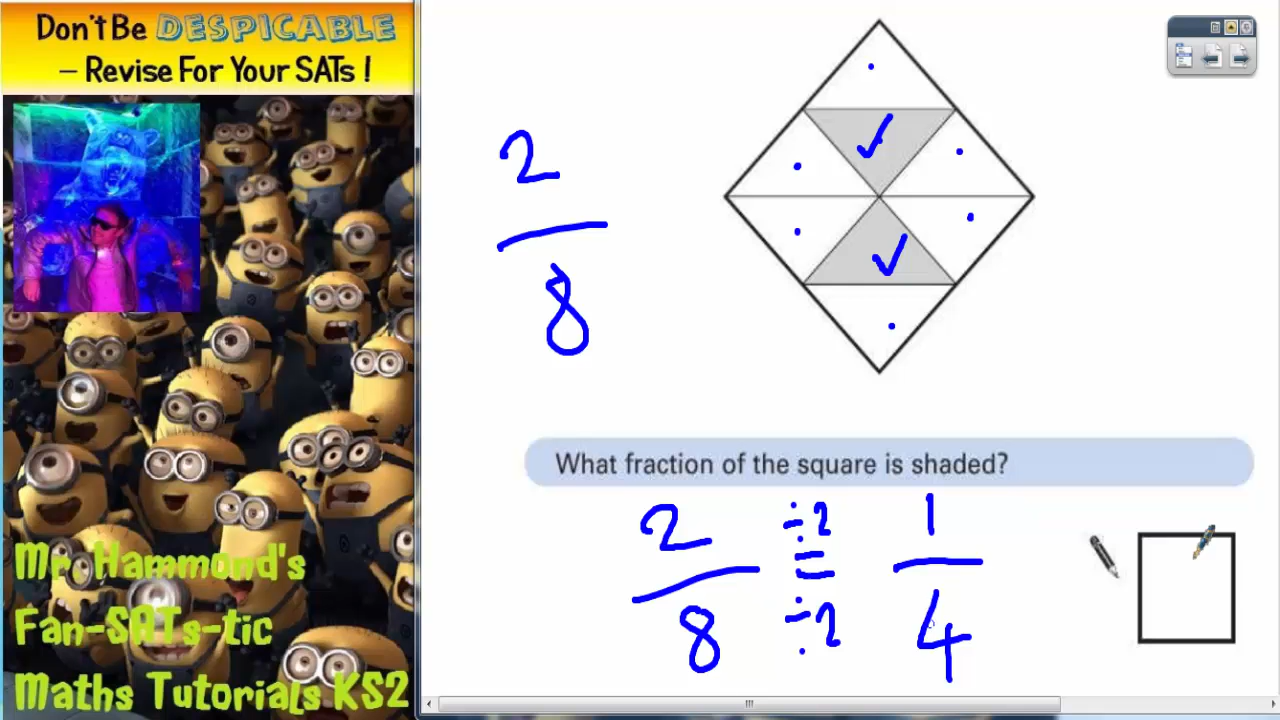 Don't Be DESPICABLE
– Revise For Your SATs !
2
8
What fraction of the square is shaded?
2 ÷2 1
=
8 ÷2 4
Mr. Hammond's
Fan-SATs-tic
Maths Tutorials KS2